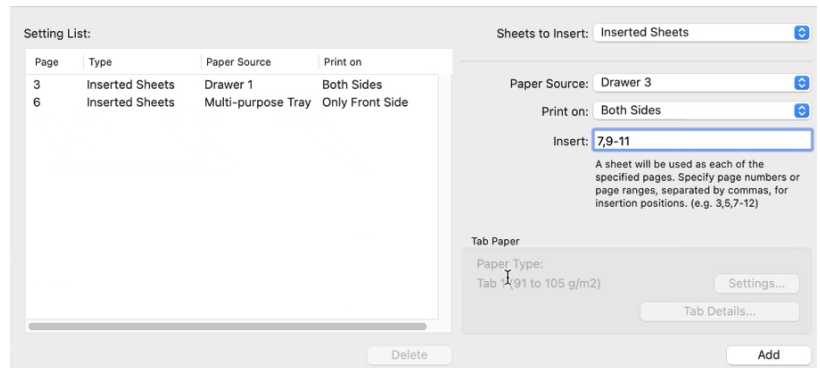 Setting List:
Page Type Paper Source Print on
3 Inserted Sheets Drawer 1 Both Sides
6 Inserted Sheets Multi-purpose Tray Only Front Side
Delete
Sheets to Insert: Inserted Sheets
Paper Source: Drawer 3
Print on: Both Sides
Insert: 7,9-11
A sheet will be used as each of the
specified pages. Specify page numbers or
page ranges, separated by commas, for
insertion positions. (e.g. 3,5,7-12)
Tab Paper
Paper Type:
Tab 1 (91 to 105 g/m2)
Settings...
Tab Details...
Add